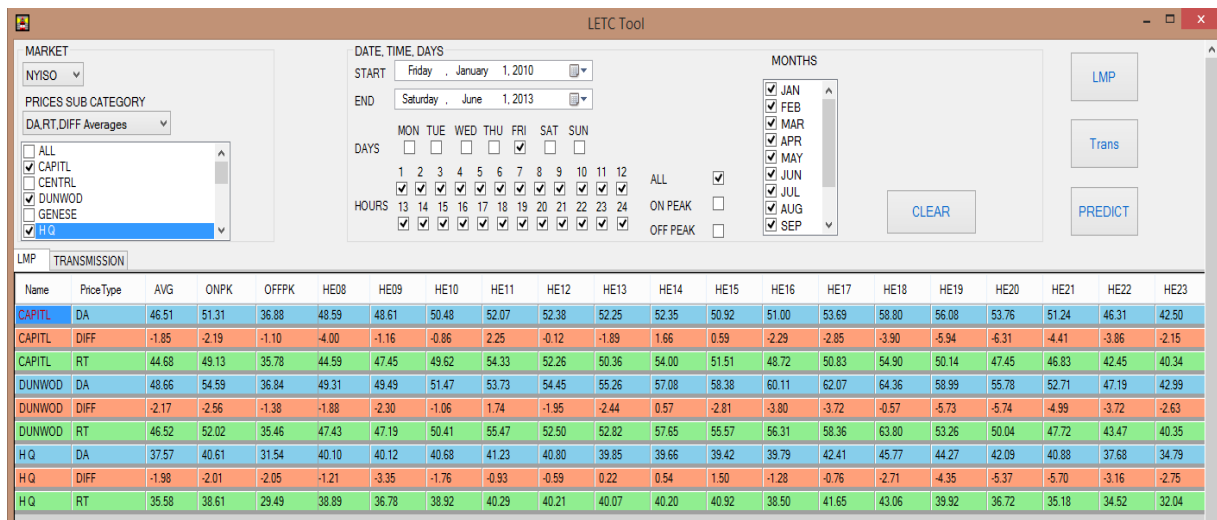 LETC Tool
MARKET
NYISO
PRICES SUB CATEGORY
DA,RT,DIFF Averages
ALL
CAPITL
CENTRL
DUNWOD
GENESE
H Q
DATE, TIME, DAYS
START Friday , January 1, 2010
END Saturday , June 1, 2013
MON TUE WED THU FRI SAT SUN
DAYS
1 2 3 4 5 6 7 8 9 10 11 12
HOURS 13 14 15 16 17 18 19 20 21 22 23 24
ALL
ON PEAK
OFF PEAK
MONTHS
JAN
FEB
MAR
APR
MAY
JUN
JUL
AUG
SEP
CLEAR
LMP
Trans
PREDICT
LMP TRANSMISSION
Name PriceType AVG ONPK OFFPK HE08 HE09 HE10 HE11 HE12 HE13 HE14 HE15 HE16 HE17 HE18 HE19 HE20 HE21 HE22 HE23
CAPITL DA 46.51 51.31 36.88 48.59 48.61 50.48 52.07 52.38 52.25 52.35 50.92 51.00 53.69 58.80 56.08 53.76 51.24 46.31 42.50
CAPITL DIFF -1.85 -2.19 -1.10 -4.00 -1.16 -0.86 2.25 -0.12 -1.89 1.66 0.59 -2.29 -2.85 -3.90 -5.94 -6.31 -4.41 -3.86 -2.15
CAPITL RT 44.68 49.13 35.78 44.59 47.45 49.62 54.33 52.26 50.36 54.00 51.51 48.72 50.83 54.90 50.14 47.45 46.83 42.45 40.34
DUNWOD DA 48.66 54.59 36.84 49.31 49.49 51.47 53.73 54.45 55.26 57.08 58.38 60.11 62.07 64.36 58.99 55.78 52.71 47.19 42.99
DUNWOD DIFF -2.17 -2.56 -1.38 -1.88 -2.30 -1.06 1.74 -1.95 -2.44 0.57 -2.81 -3.80 -3.72 -0.57 -5.73 -5.74 -4.99 -3.72 -2.63
DUNWOD RT 46.52 52.02 35.46 47.43 47.19 50.41 55.47 52.50 52.82 57.65 55.57 56.31 58.36 63.80 53.26 50.04 47.72 43.47 40.35
H Q DA 37.57 40.61 31.54 40.10 40.12 40.68 41.23 40.80 39.85 39.66 39.42 39.79 42.41 45.77 44.27 42.09 40.88 37.68 34.79
H Q DIFF -1.98 -2.01 -2.05 -1.21 -3.35 -1.76 -0.93 -0.59 0.22 0.54 1.50 -1.28 -0.76 -2.71 -4.35 -5.37 -5.70 -3.16 -2.75
H Q RT 35.58 38.61 29.49 38.89 36.78 38.92 40.29 40.21 40.07 40.20 40.92 38.50 41.65 43.06 39.92 36.72 35.18 34.52 32.04